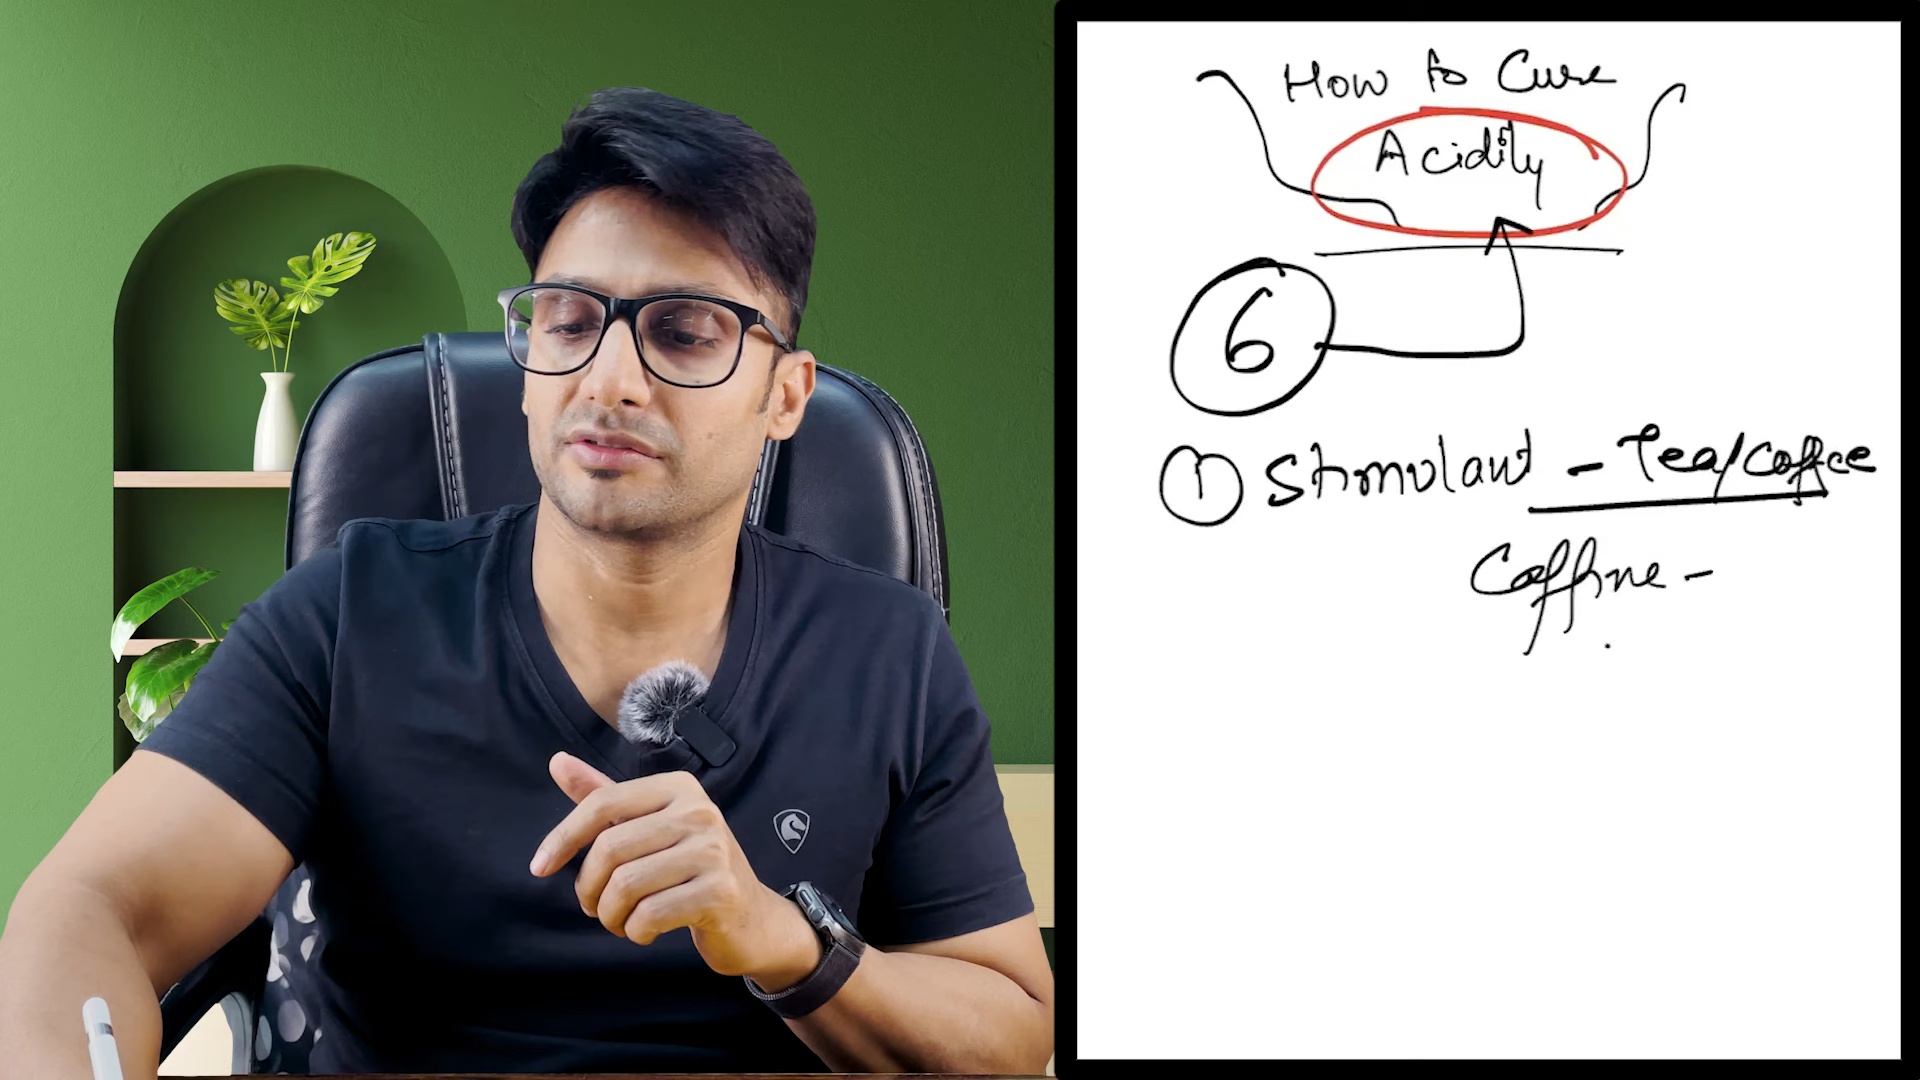 How to Cure
Acidity
6
1 Stimulant - Tea/Coffee
Caffine -